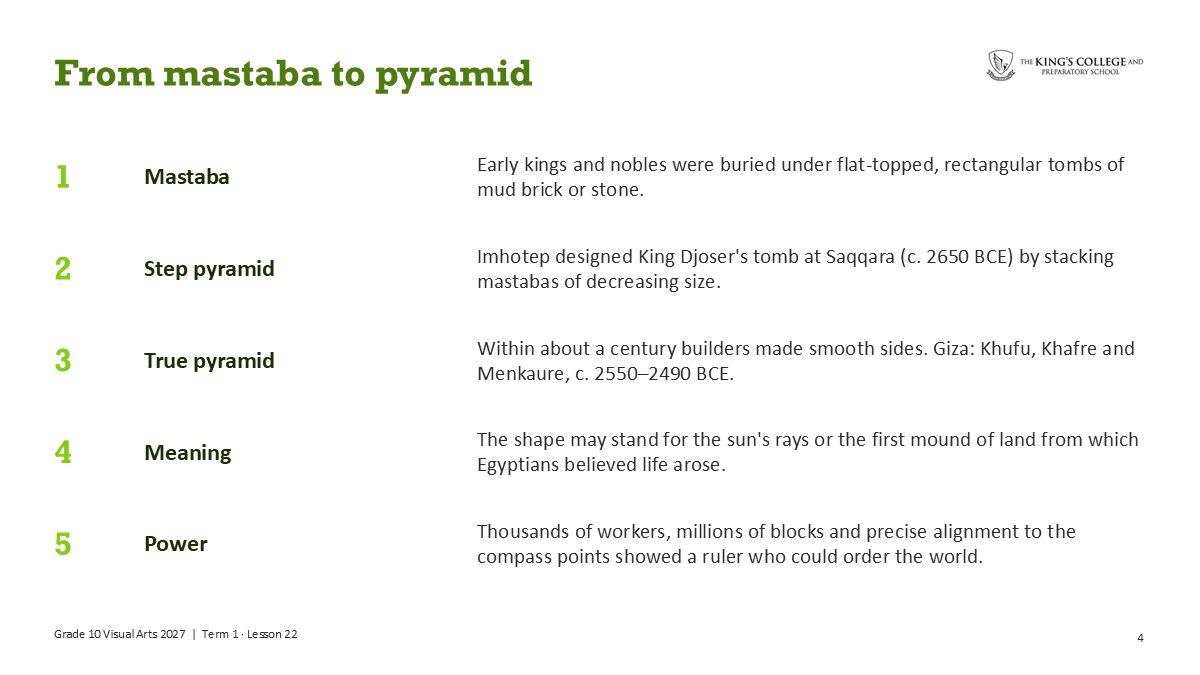 From mastaba to pyramid
THE KING'S COLLEGE AND
PREPARATORY SCHOOL
1
Mastaba
Early kings and nobles were buried under flat-topped, rectangular tombs of
mud brick or stone.
2
Step pyramid
Imhotep designed King Djoser's tomb at Saqqara (c. 2650 BCE) by stacking
mastabas of decreasing size.
3
True pyramid
Within about a century builders made smooth sides. Giza: Khufu, Khafre and
Menkaure, c. 2550–2490 BCE.
4
Meaning
The shape may stand for the sun's rays or the first mound of land from which
Egyptians believed life arose.
5
Power
Thousands of workers, millions of blocks and precise alignment to the
compass points showed a ruler who could order the world.
Grade 10 Visual Arts 2027 | Term 1 · Lesson 22
4